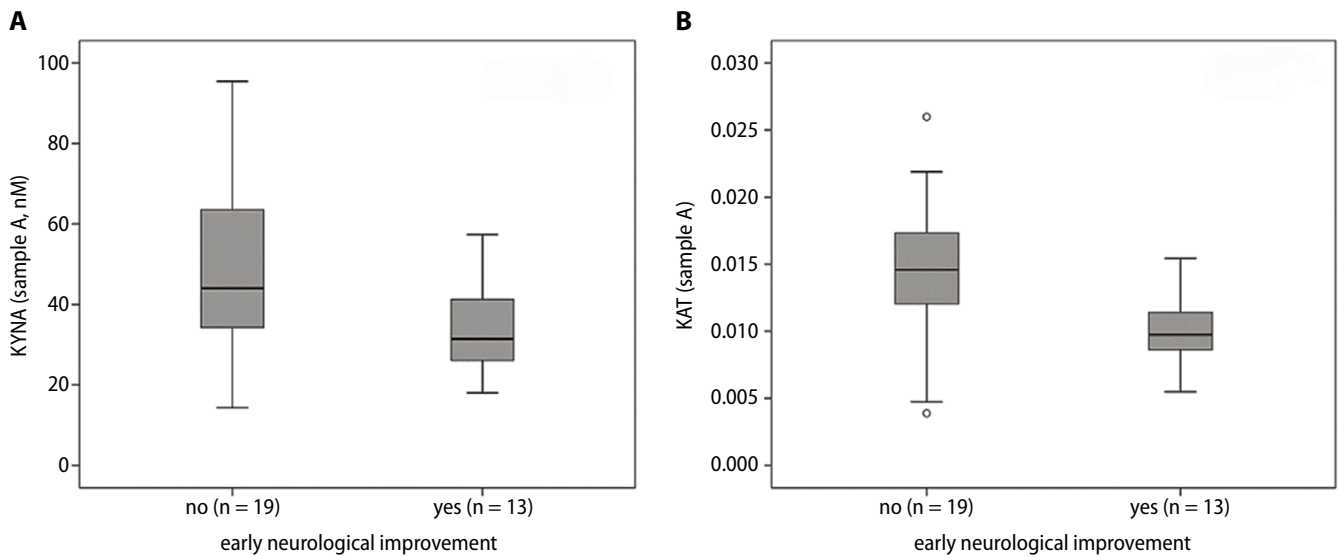 A
KYNA (sample A, nM)
100
80
60
40
20
0
no (n = 19)
yes (n = 13)
early neurological improvement
B
KAT (sample A)
0.030
0.025
0.020
0.015
0.010
0.005
0.000
no (n = 19)
yes (n = 13)
early neurological improvement